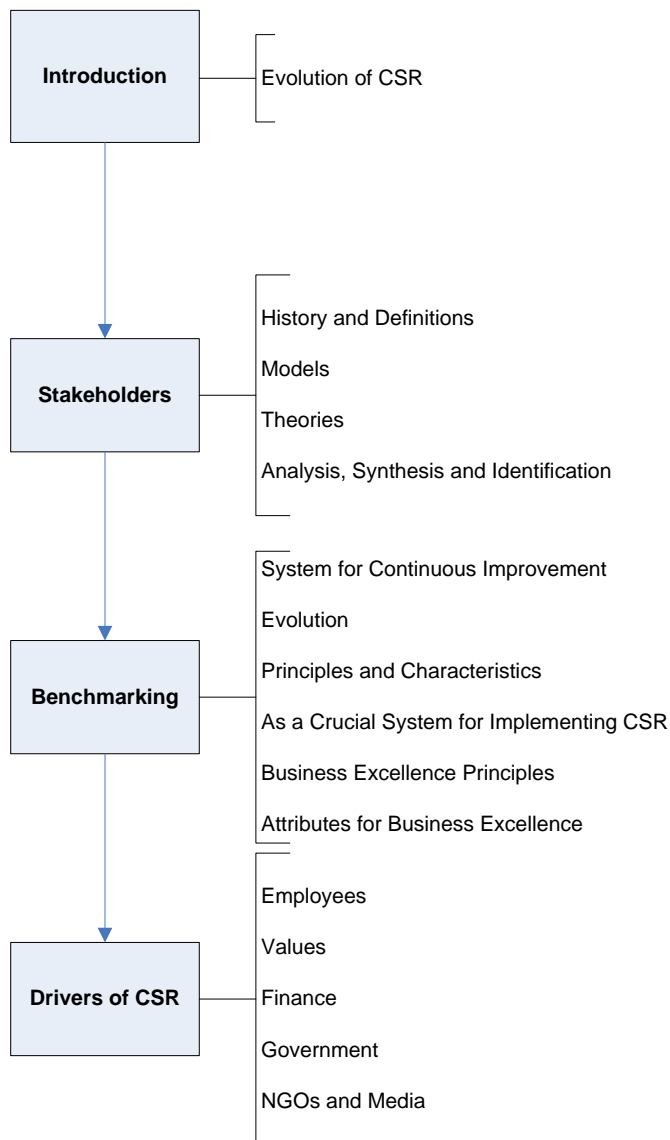 Introduction
Evolution of CSR
Stakeholders
History and Definitions
Models
Theories
Analysis, Synthesis and Identification
Benchmarking
System for Continuous Improvement
Evolution
Principles and Characteristics
As a Crucial System for Implementing CSR
Business Excellence Principles
Attributes for Business Excellence
Drivers of CSR
Employees
Values
Finance
Government
NGOs and Media